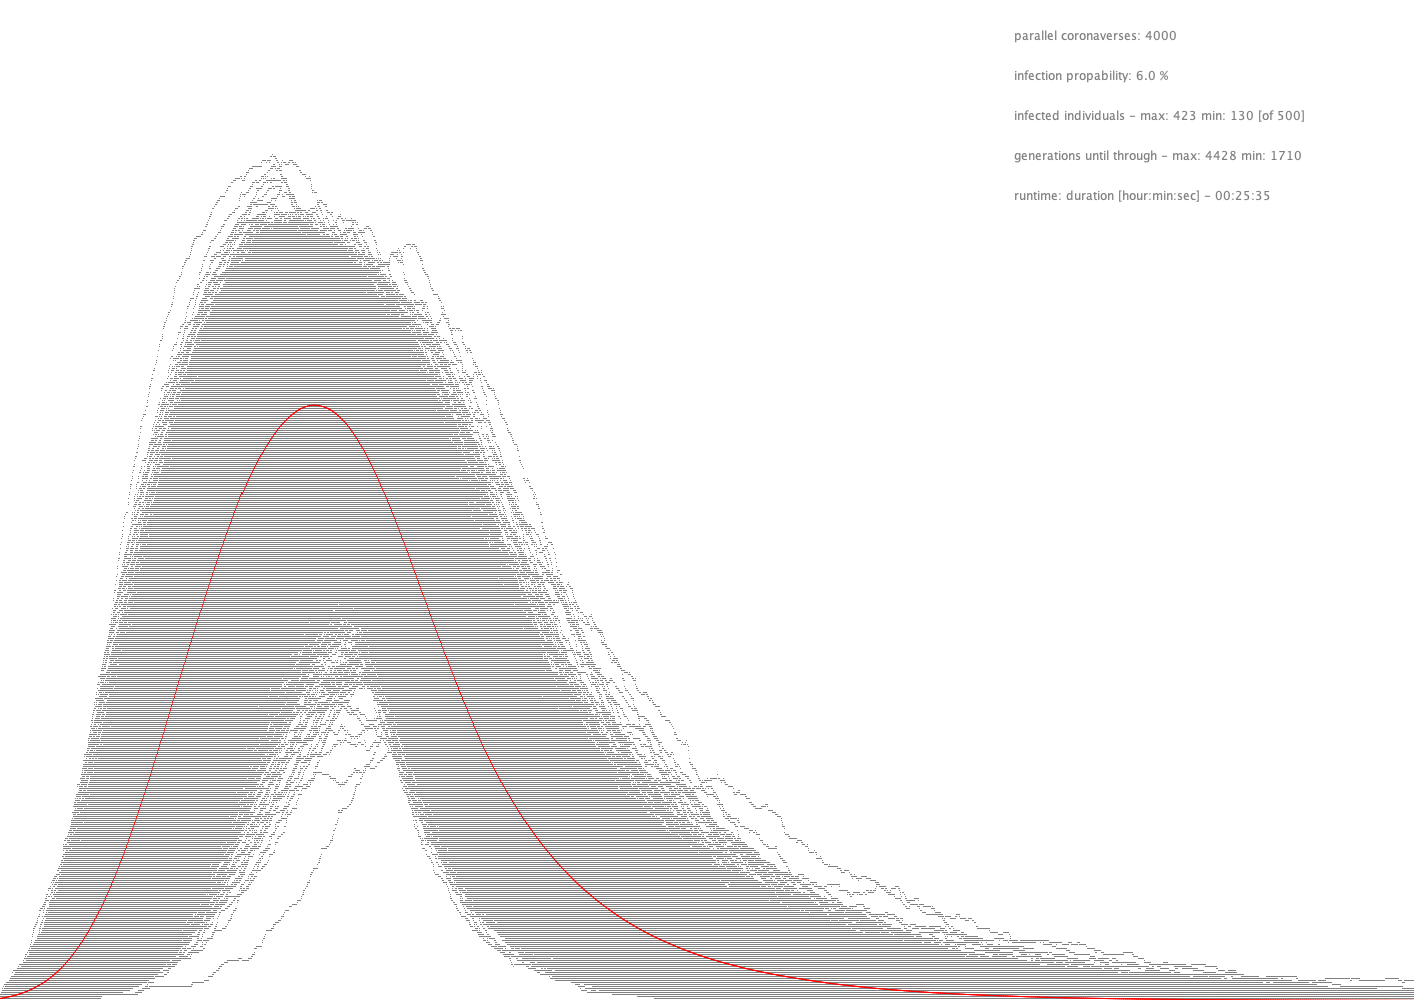 parallel coronaverses: 4000
infection propability: 6.0 %
infected individuals – max: 423 min: 130 [of 500]
generations until through – max: 4428 min: 1710
runtime: duration [hour:min:sec] – 00:25:35